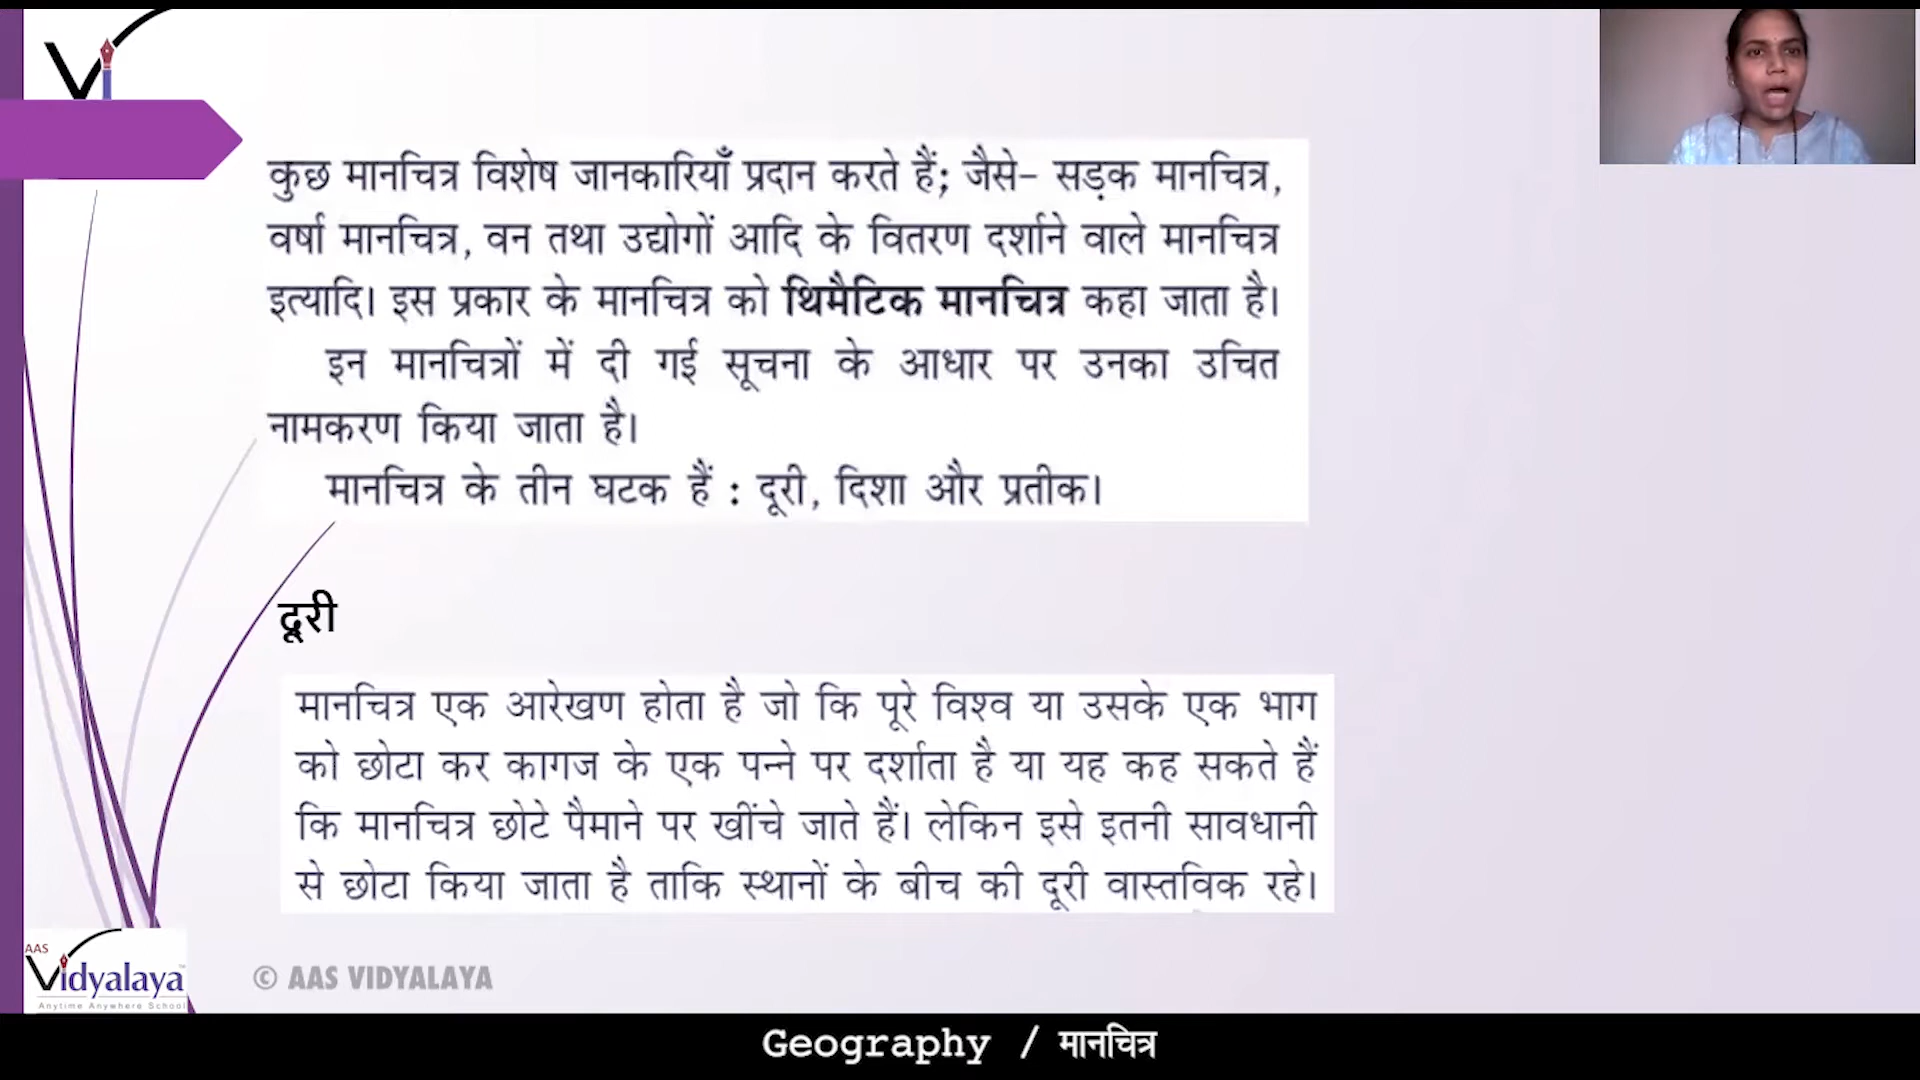 कुछ मानचित्र विशेष जानकारियाँ प्रदान करते हैं; जैसे– सड़क मानचित्र,
वर्षा मानचित्र, वन तथा उद्योगों आदि के वितरण दर्शाने वाले मानचित्र
इत्यादि। इस प्रकार के मानचित्र को थिमैटिक मानचित्र कहा जाता है।
इन मानचित्रों में दी गई सूचना के आधार पर उनका उचित
नामकरण किया जाता है।
मानचित्र के तीन घटक हैं : दूरी, दिशा और प्रतीक।
दूरी
मानचित्र एक आरेखण होता है जो कि पूरे विश्व या उसके एक भाग
को छोटा कर कागज के एक पन्ने पर दर्शाता है या यह कह सकते हैं
कि मानचित्र छोटे पैमाने पर खींचे जाते हैं। लेकिन इसे इतनी सावधानी
से छोटा किया जाता है ताकि स्थानों के बीच की दूरी वास्तविक रहे।
AAS
Vidyalaya
Anytime Anywhere School
© AAS VIDYALAYA
Geography / मानचित्र